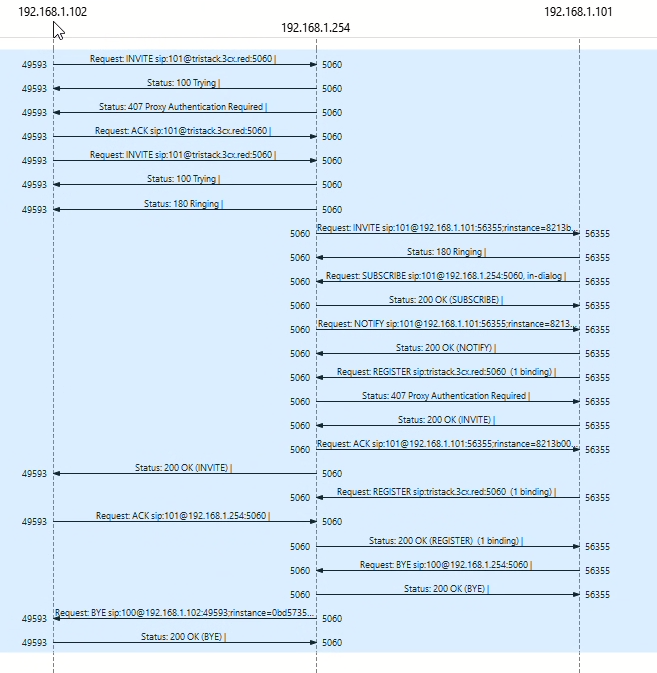 192.168.1.102
192.168.1.254
192.168.1.101
49593 Request: INVITE sip:101@tristack.3cx.red:5060 | 5060
49593 Status: 100 Trying | 5060
49593 Status: 407 Proxy Authentication Required | 5060
49593 Request: ACK sip:101@tristack.3cx.red:5060 | 5060
49593 Request: INVITE sip:101@tristack.3cx.red:5060 | 5060
49593 Status: 100 Trying | 5060
49593 Status: 180 Ringing | 5060
5060 Request: INVITE sip:101@192.168.1.101:56355;rinstance=8213b... 56355
5060 Status: 180 Ringing | 56355
5060 Request: SUBSCRIBE sip:101@192.168.1.254:5060, in-dialog | 56355
5060 Status: 200 OK (SUBSCRIBE) | 56355
5060 Request: NOTIFY sip:101@192.168.1.101:56355;rinstance=8213... 56355
5060 Status: 200 OK (NOTIFY) | 56355
5060 Request: REGISTER sip:tristack.3cx.red:5060 (1 binding) | 56355
5060 Status: 407 Proxy Authentication Required | 56355
5060 Status: 200 OK (INVITE) | 56355
5060 Request: ACK sip:101@192.168.1.101:56355;rinstance=8213b00... 56355
49593 Status: 200 OK (INVITE) | 5060
5060 Request: REGISTER sip:tristack.3cx.red:5060 (1 binding) | 56355
49593 Request: ACK sip:101@192.168.1.254:5060 | 5060
5060 Status: 200 OK (REGISTER) (1 binding) | 56355
5060 Request: BYE sip:100@192.168.1.254:5060 | 56355
5060 Status: 200 OK (BYE) | 56355
49593 Request: BYE sip:100@192.168.1.102:49593;rinstance=0bd5735... 5060
49593 Status: 200 OK (BYE) | 5060